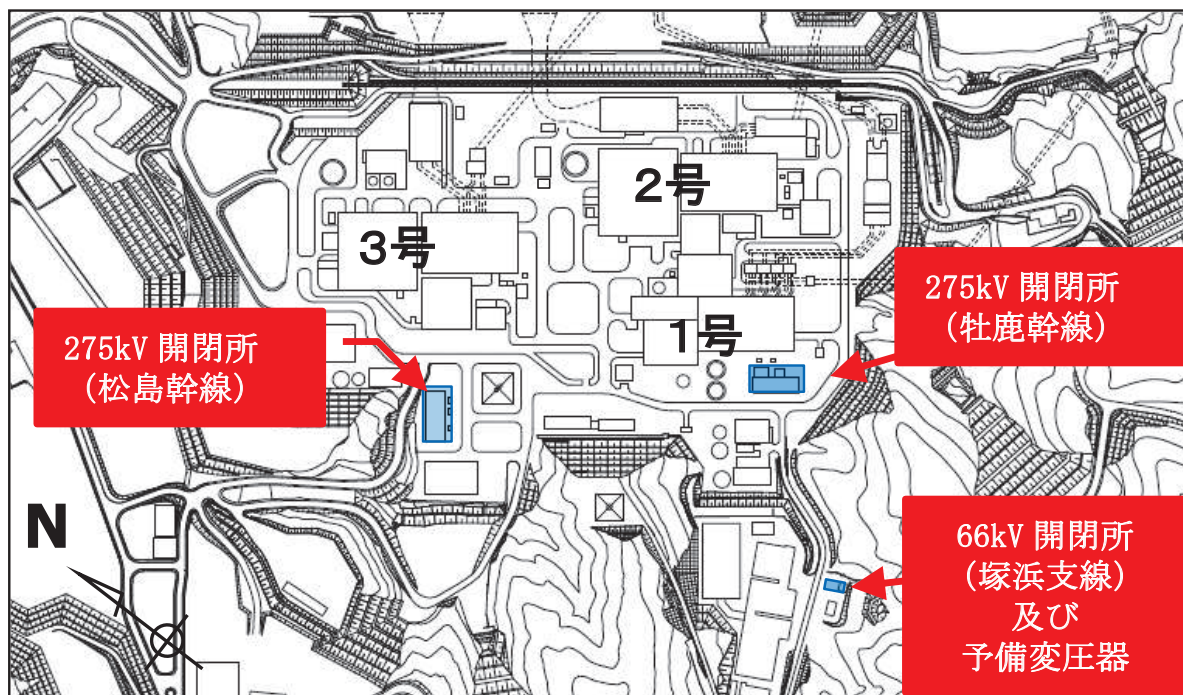 2号
3号
1号
275kV 開閉所
(牡鹿幹線)
275kV 開閉所
(松島幹線)
N
66kV 開閉所
(塚浜支線)
及び
予備変圧器